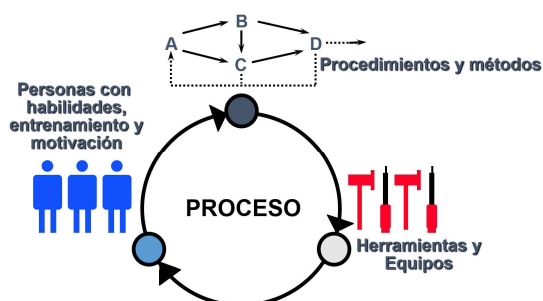 B
A
D
C
Procedimientos y métodos
Personas con
habilidades,
entrenamiento y
motivación
PROCESO
Herramientas y
Equipos